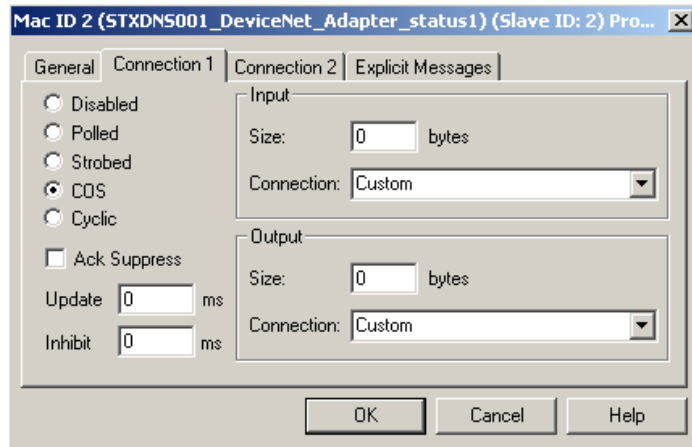 Mac ID 2 (STXDNS001_DeviceNet_Adapter_status1) (Slave ID: 2) Pro...
General Connection 1 Connection 2 Explicit Messages
Disabled
Polled
Strobed
COS
Cyclic
Ack Suppress
Update 0 ms
Inhibit 0 ms
Input
Size: 0 bytes
Connection: Custom
Output
Size: 0 bytes
Connection: Custom
OK Cancel Help